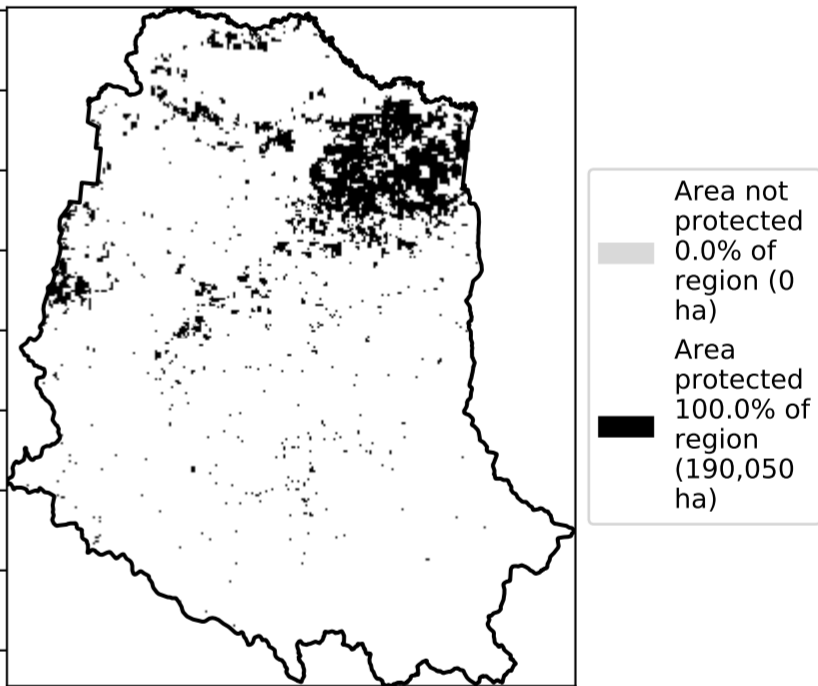 Area not
protected
0.0% of
region (0
ha)
Area
protected
100.0% of
region
(190,050
ha)